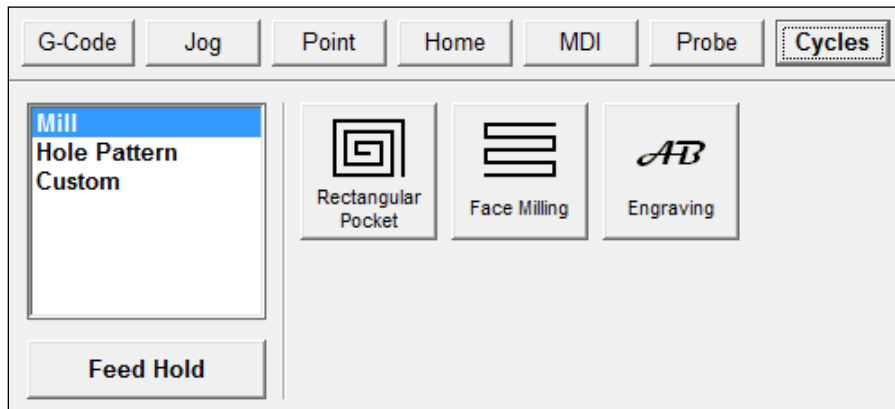 G-Code Jog Point Home MDI Probe Cycles
Mill
Hole Pattern
Custom
Feed Hold
Rectangular
Pocket
Face Milling
AB
Engraving